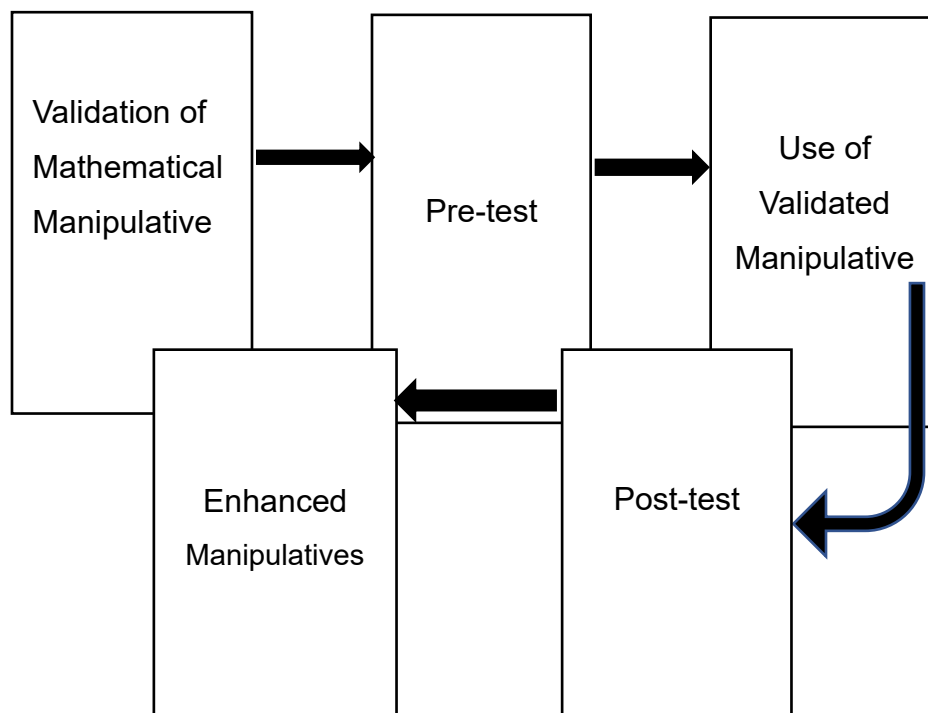 Validation of
Mathematical
Manipulative
Pre-test
Use of
Validated
Manipulative
Post-test
Enhanced
Manipulatives